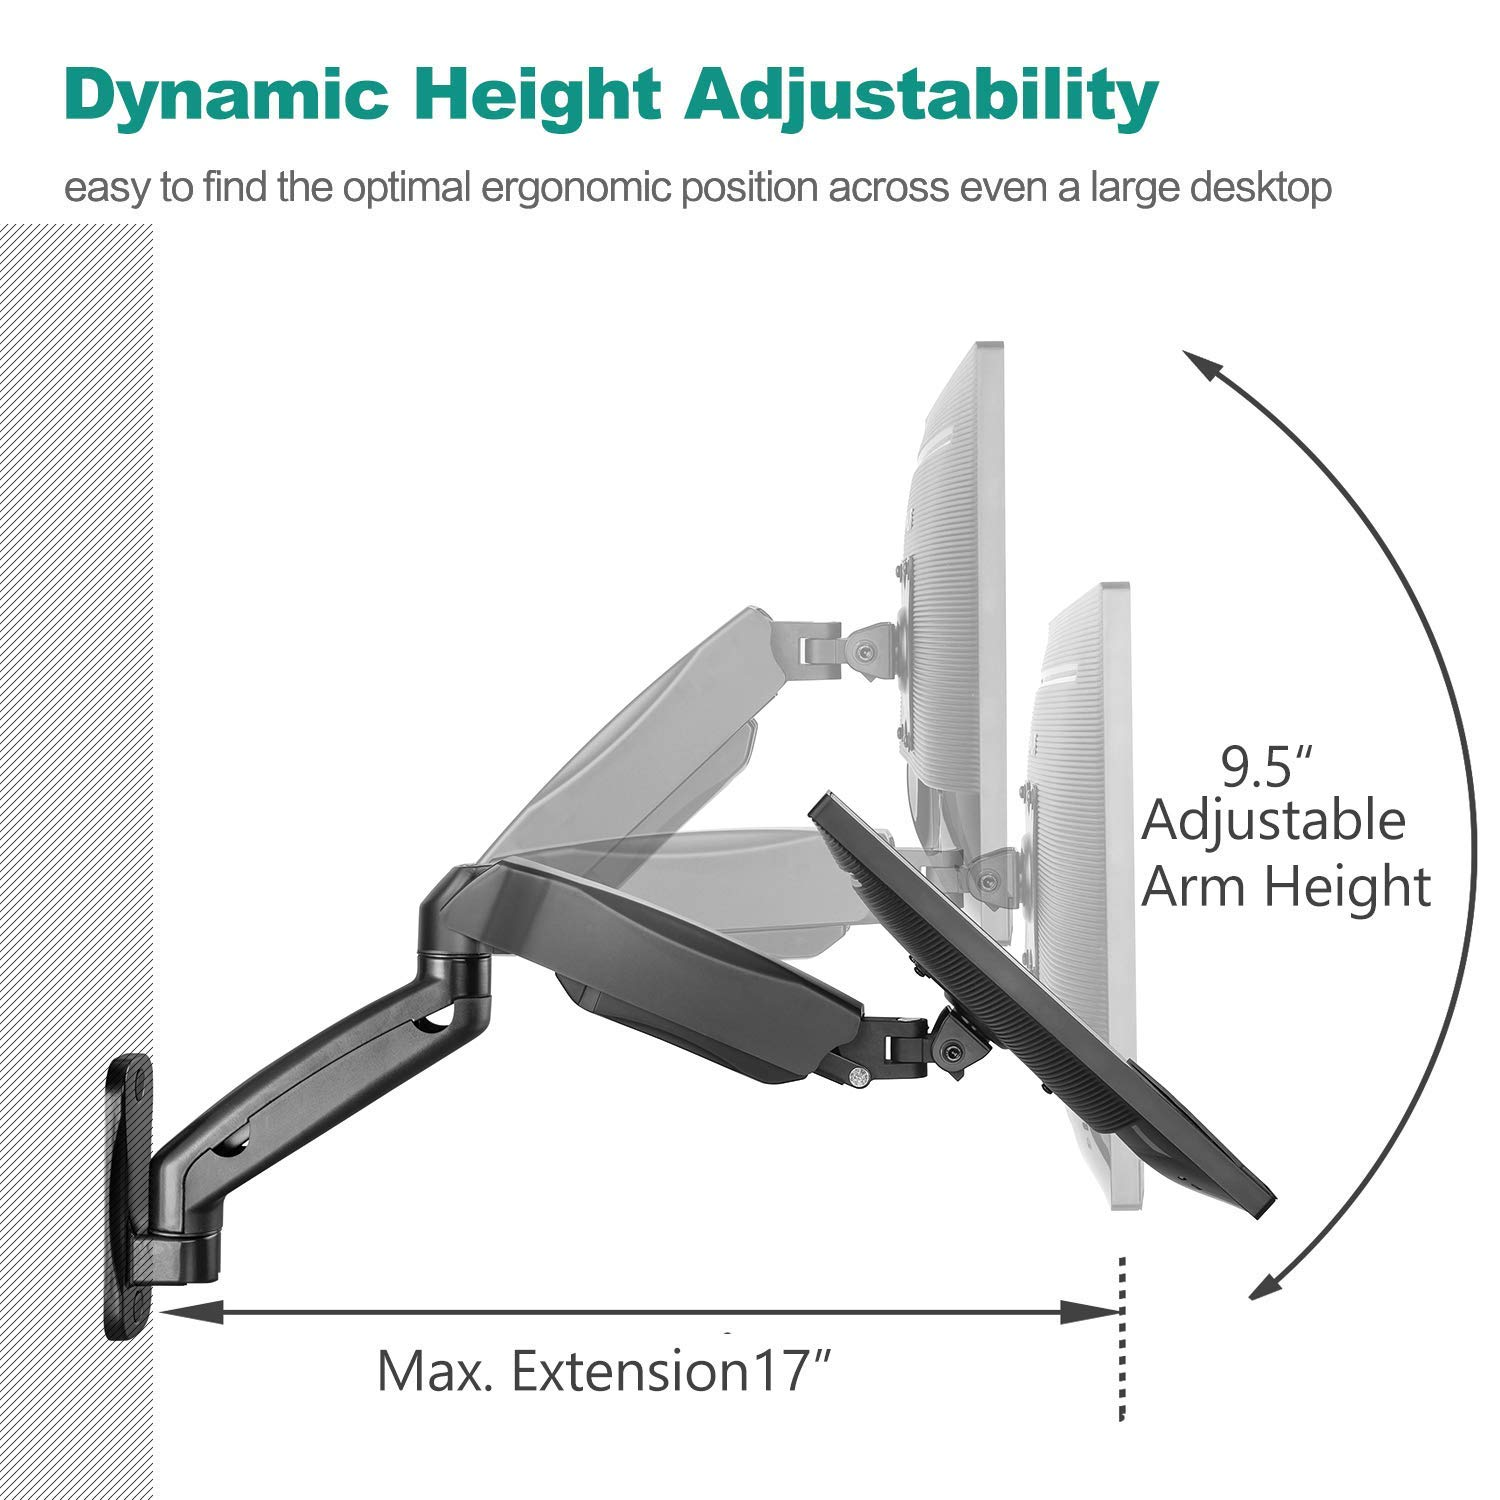 Dynamic Height Adjustability
easy to find the optimal ergonomic position across even a large desktop
9.5“
Adjustable
Arm Height
Max. Extension17”